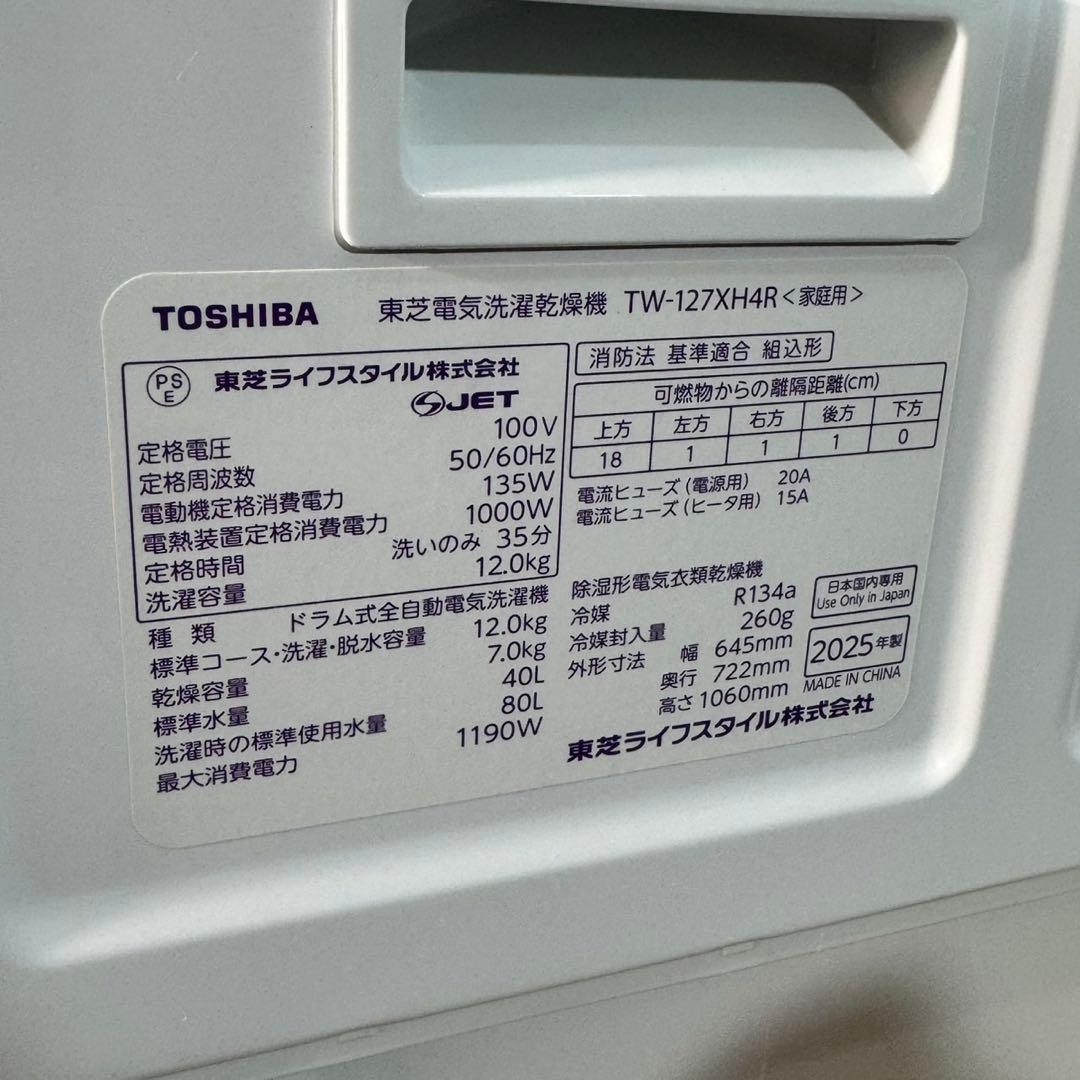 TOSHIBA 東芝電気洗濯乾燥機 TW-127XH4R<家庭用>
PSE 東芝ライフスタイル株式会社
JET
定格電圧 100V
定格周波数 50/60Hz
電動機定格消費電力 135W
電熱装置定格消費電力 1000W
定格時間 洗いのみ 35分
洗濯容量 12.0kg
種類 ドラム式全自動電気洗濯機
標準コース・洗濯・脱水容量 12.0kg
乾燥容量 7.0kg
標準水量 40L
洗濯時の標準使用水量 80L
最大消費電力 1190W
消防法 基準適合 組込形
可燃物からの離隔距離(cm)
上方 左方 右方 後方 下方
18 1 1 1 0
電流ヒューズ(電源用) 20A
電流ヒューズ(ヒータ用) 15A
除湿形電気衣類乾燥機
冷媒 R134a
冷媒封入量 260g
外形寸法 幅 645mm
奥行 722mm
高さ 1060mm
日本国内専用
Use Only in Japan
2025年製
MADE IN CHINA
東芝ライフスタイル株式会社